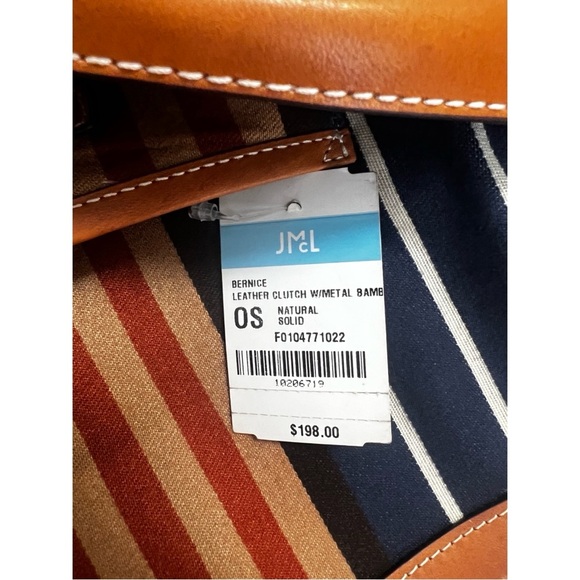 JMcL
BERNICE
LEATHER CLUTCH W/METAL BAMB
OS NATURAL
SOLID
F0104771022
10206719
$198.00